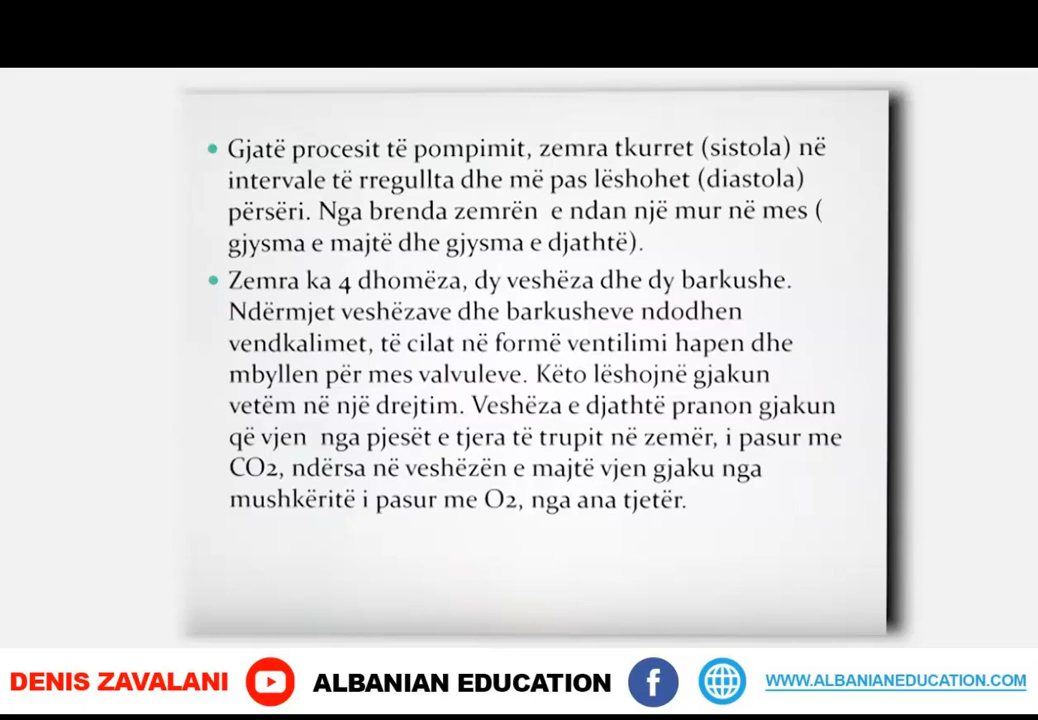 • Gjatë procesit të pompimit, zemra tkurret (sistola) në
intervale të rregullta dhe më pas lëshohet (diastola)
përsëri. Nga brenda zemrën  e ndan një mur në mes (
gjysma e majtë dhe gjysma e djathtë).
• Zemra ka 4 dhomëza, dy veshëza dhe dy barkushe.
Ndërmjet veshëzave dhe barkusheve ndodhen
vendkalimet, të cilat në formë ventilimi hapen dhe
mbyllen për mes valvuleve. Këto lëshojnë gjakun
vetëm në një drejtim. Veshëza e djathtë pranon gjakun
që vjen  nga pjesët e tjera të trupit në zemër, i pasur me
CO2, ndërsa në veshëzën e majtë vjen gjaku nga
mushkëritë i pasur me O2, nga ana tjetër.
DENIS ZAVALANI ALBANIAN EDUCATION f WWW.ALBANIANEDUCATION.COM